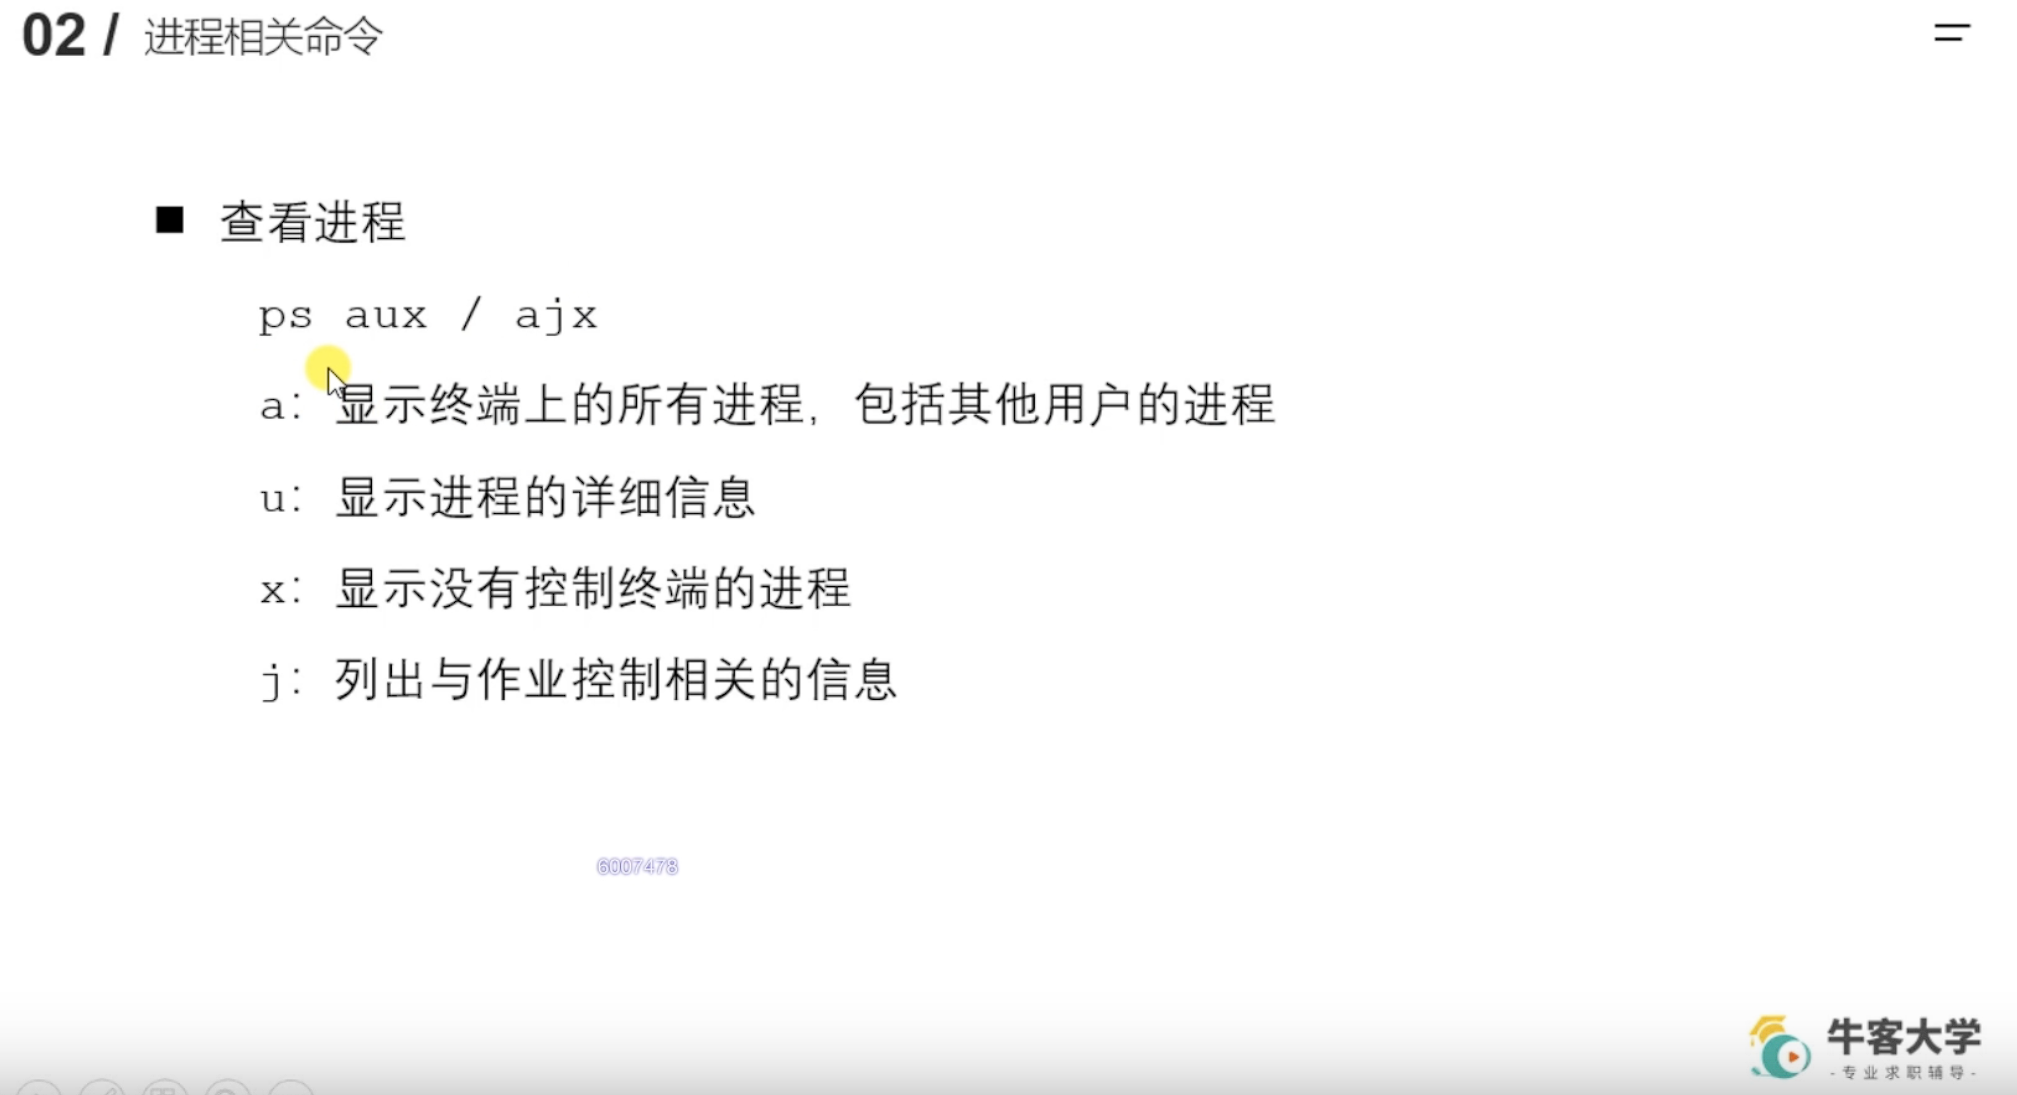 02 / 进程相关命令
■ 查看进程
ps aux / ajx
a：显示终端上的所有进程，包括其他用户的进程
u：显示进程的详细信息
x：显示没有控制终端的进程
j：列出与作业控制相关的信息
6007478
牛客大学
-专业求职辅导-